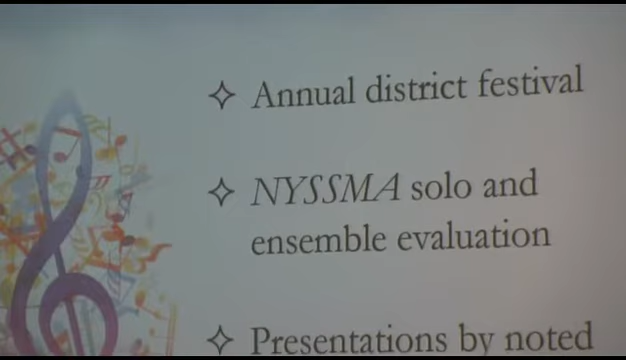 Annual district festival
NYSSMA solo and
ensemble evaluation
Presentations by noted